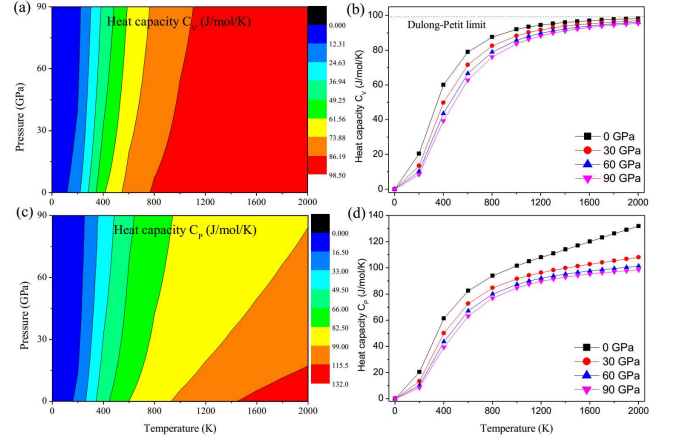 (a)
Heat capacity C_V (J/mol/K)
Pressure (GPa)
90
60
30
0
0 400 800 1200 1600 2000
0.000
12.31
24.63
36.94
49.25
61.56
73.88
86.19
98.50
(b)
Dulong-Petit limit
Heat capacity C_V (J/mol/K)
100
80
60
40
20
0
0 GPa
30 GPa
60 GPa
90 GPa
0 400 800 1200 1600 2000
(c)
Heat capacity C_P (J/mol/K)
Pressure (GPa)
90
60
30
0
0 400 800 1200 1600 2000
Temperature (K)
0.000
16.50
33.00
49.50
66.00
82.50
99.00
115.5
132.0
(d)
Heat capacity C_P (J/mol/K)
140
120
100
80
60
40
20
0
0 GPa
30 GPa
60 GPa
90 GPa
0 400 800 1200 1600 2000
Temperature (K)